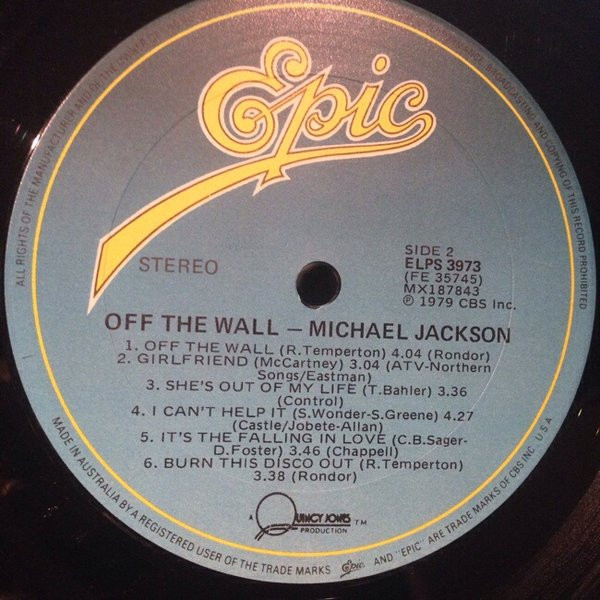 Epic
STEREO
SIDE 2
ELPS 3973
(FE 35745)
MX187843
℗ 1979 CBS Inc.
OFF THE WALL – MICHAEL JACKSON
1. OFF THE WALL (R.Temperton) 4.04 (Rondor)
2. GIRLFRIEND (McCartney) 3.04 (ATV-Northern
Songs/Eastman)
3. SHE'S OUT OF MY LIFE (T.Bahler) 3.36
(Control)
4. I CAN'T HELP IT (S.Wonder-S.Greene) 4.27
(Castle/Jobete-Allan)
5. IT'S THE FALLING IN LOVE (C.B.Sager-
D.Foster) 3.46 (Chappell)
6. BURN THIS DISCO OUT (R.Temperton)
3.38 (Rondor)
A QUINCY JONES TM
PRODUCTION
ALL RIGHTS OF THE MANUFACTURER AND OF THE
BROADCASTING AND COPYING OF THIS RECORD PROHIBITED
MADE IN AUSTRALIA BY A REGISTERED USER OF THE TRADE MARKS Epic AND "EPIC" ARE TRADE MARKS OF CBS INC. U S A